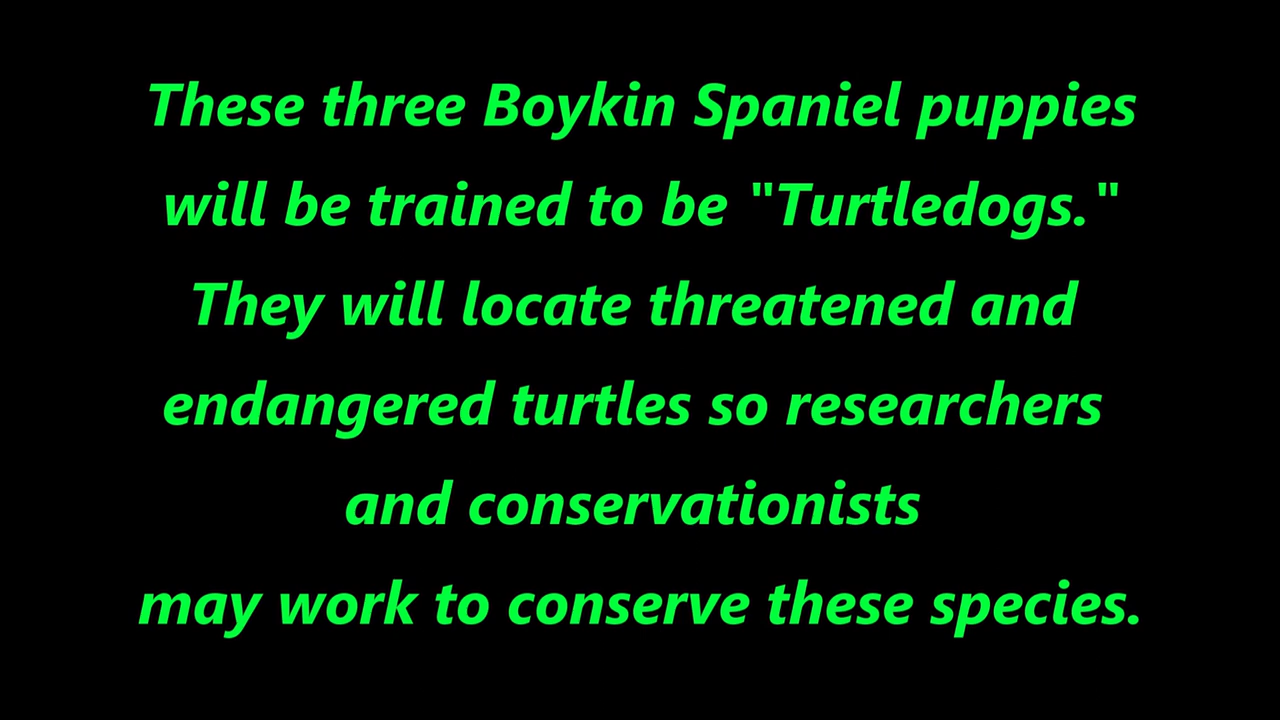 These three Boykin Spaniel puppies
will be trained to be "Turtledogs."
They will locate threatened and
endangered turtles so researchers
and conservationists
may work to conserve these species.